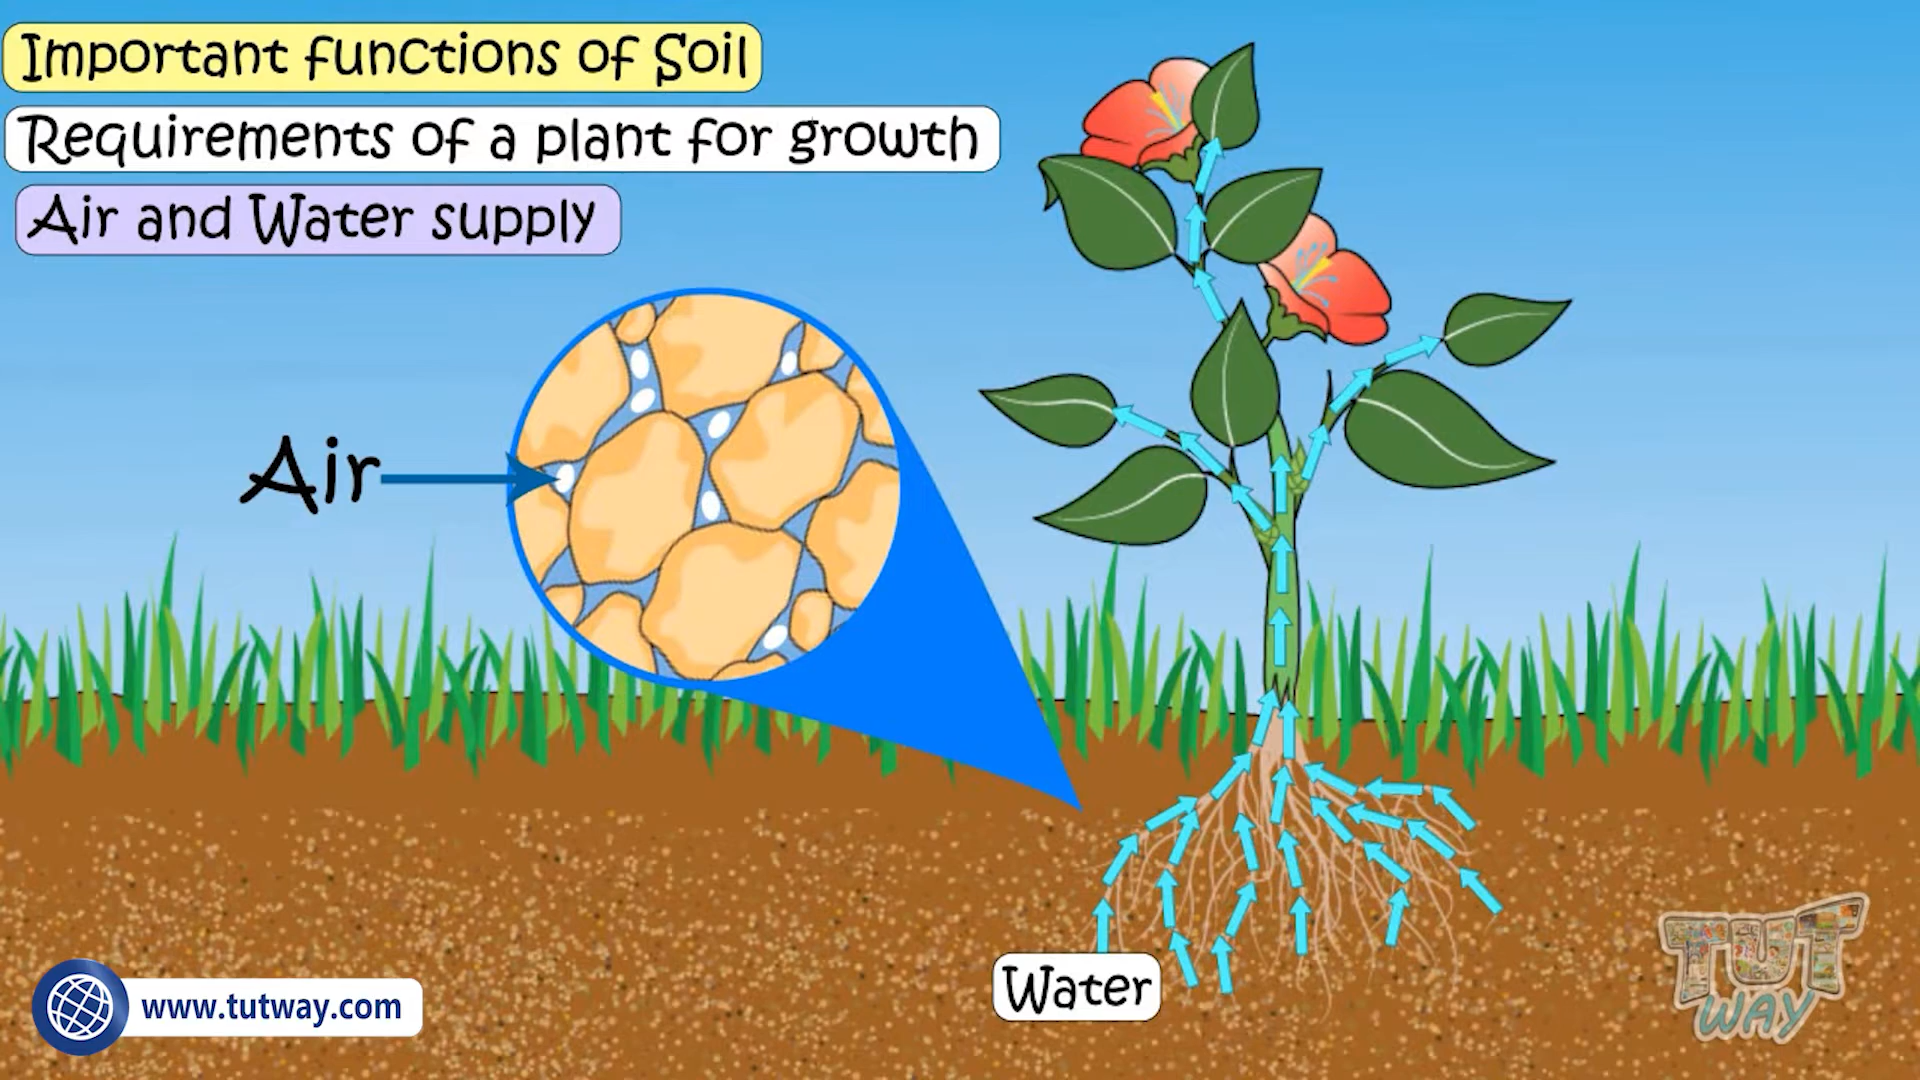 Important functions of Soil
Requirements of a plant for growth
Air and Water supply
Air
Water
www.tutway.com
TUT
WAY